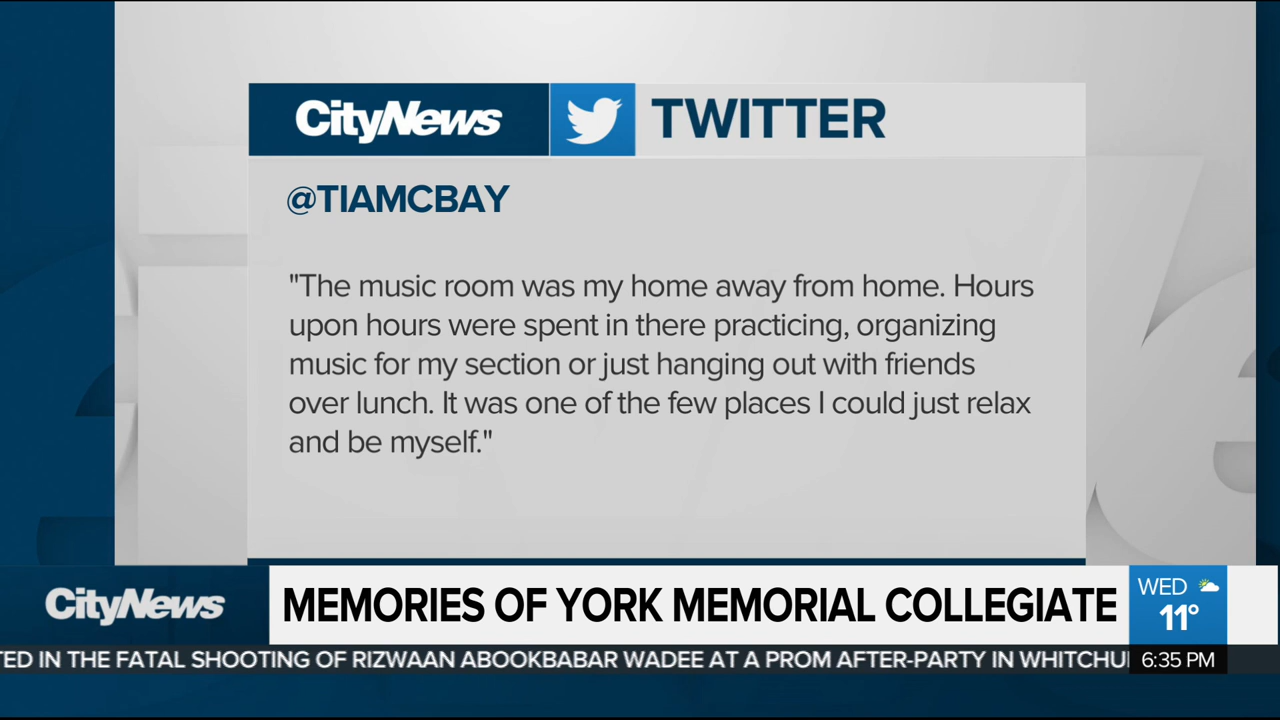 CityNews TWITTER
@TIAMCBAY
"The music room was my home away from home. Hours
upon hours were spent in there practicing, organizing
music for my section or just hanging out with friends
over lunch. It was one of the few places I could just relax
and be myself."
CityNews MEMORIES OF YORK MEMORIAL COLLEGIATE WED
11°
TED IN THE FATAL SHOOTING OF RIZWAAN ABOOKBABAR WADEE AT A PROM AFTER-PARTY IN WHITCHU 6:35 PM